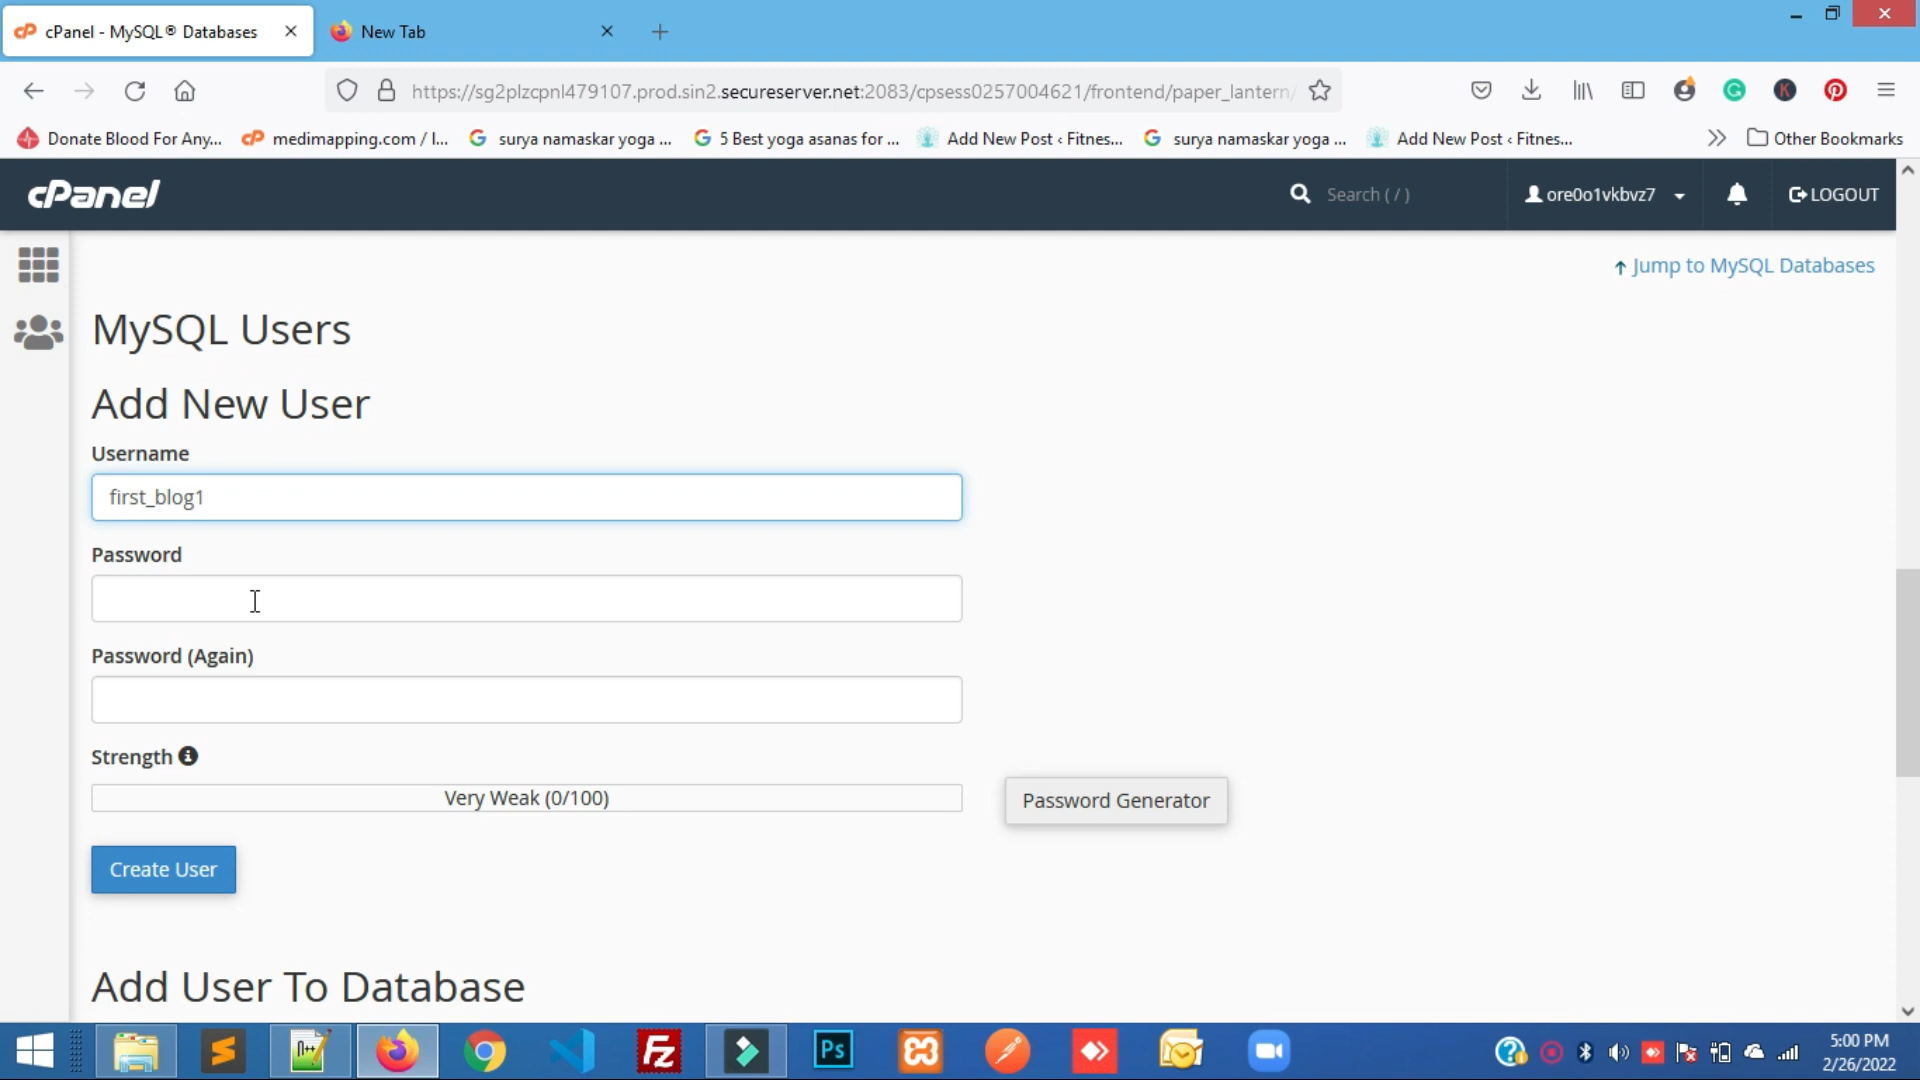 cPanel - MySQL® Databases
New Tab
https://sg2plzcpnl479107.prod.sin2.secureserver.net:2083/cpsess0257004621/frontend/paper_lantern/
Donate Blood For Any...
medimapping.com / l...
surya namaskar yoga ...
5 Best yoga asanas for ...
Add New Post ‹ Fitnes...
surya namaskar yoga ...
Add New Post ‹ Fitnes...
Other Bookmarks
cPanel
Search ( / )
ore0o1vkbvz7
LOGOUT
Jump to MySQL Databases
MySQL Users
Add New User
Username
first_blog1
Password
Password (Again)
Strength
Very Weak (0/100)
Password Generator
Create User
Add User To Database
Ps
5:00 PM
2/26/2022